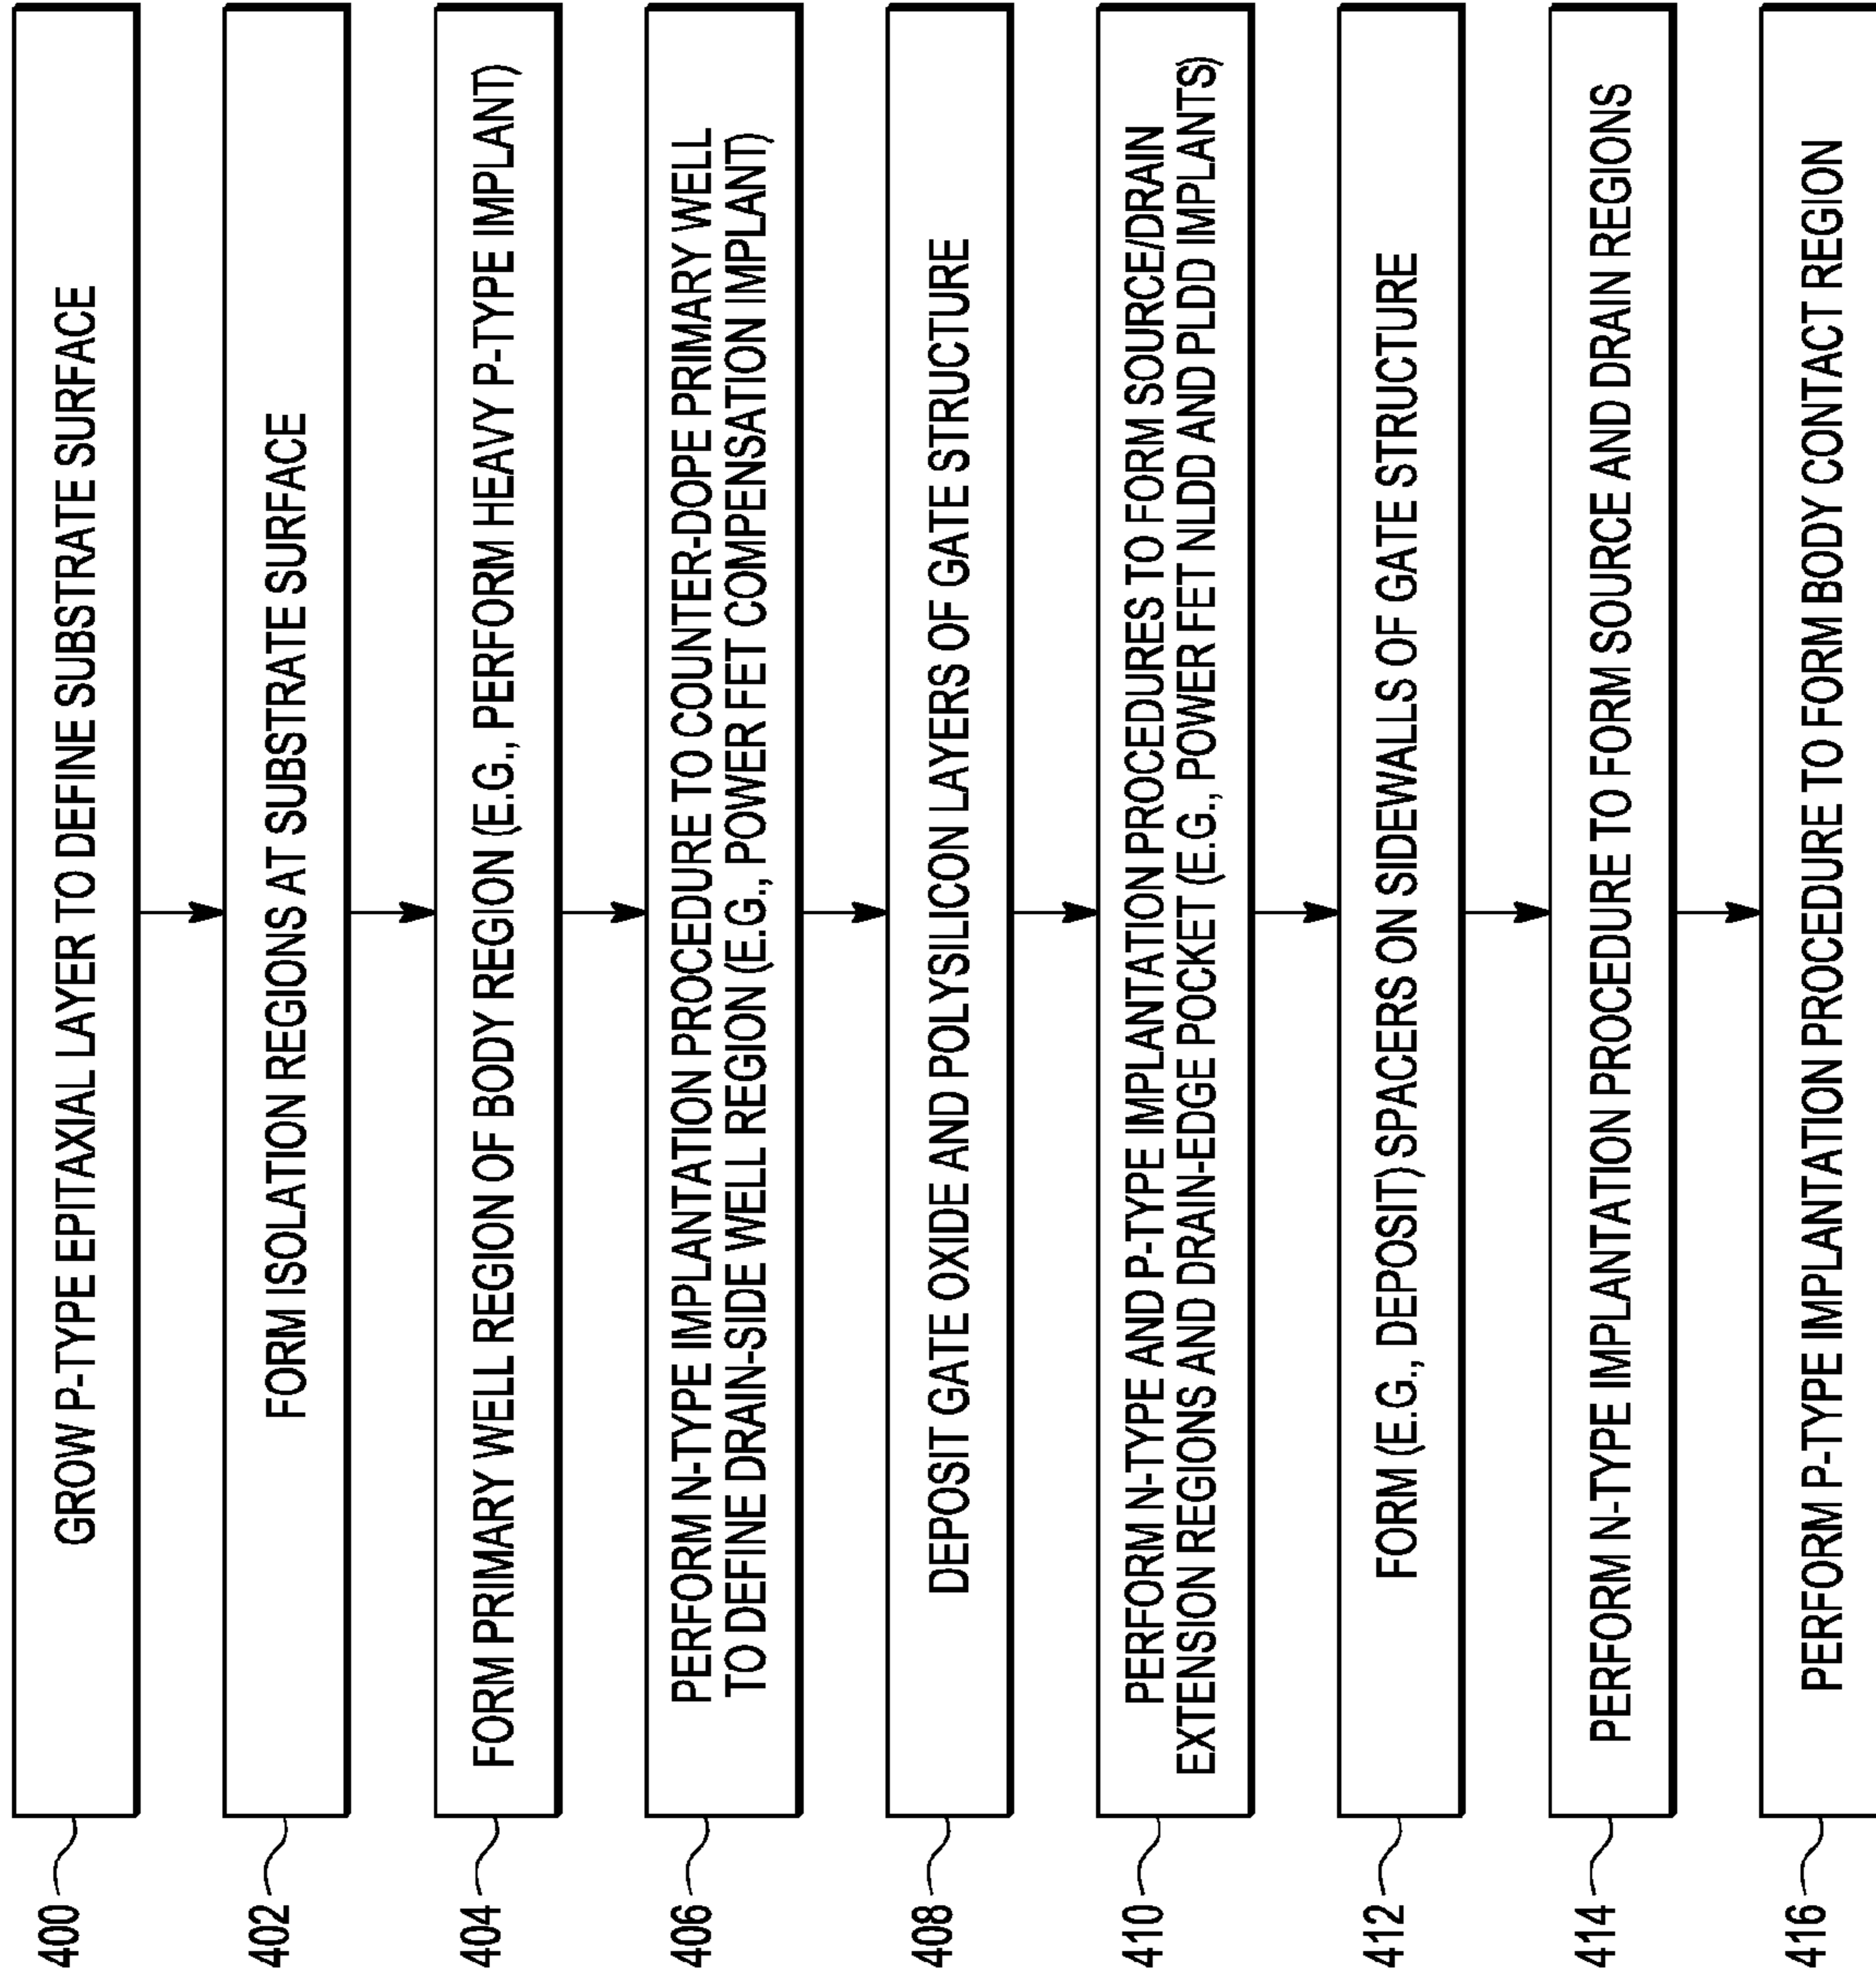 400
GROW P-TYPE EPITAXIAL LAYER TO DEFINE SUBSTRATE SURFACE
402
FORM ISOLATION REGIONS AT SUBSTRATE SURFACE
404
FORM PRIMARY WELL REGION OF BODY REGION (E.G., PERFORM HEAVY P-TYPE IMPLANT)
406
PERFORM N-TYPE IMPLANTATION PROCEDURE TO COUNTER-DOPE PRIMARY WELL
TO DEFINE DRAIN-SIDE WELL REGION (E.G., POWER FET COMPENSATION IMPLANT)
408
DEPOSIT GATE OXIDE AND POLYSILICON LAYERS OF GATE STRUCTURE
410
PERFORM N-TYPE AND P-TYPE IMPLANTATION PROCEDURES TO FORM SOURCE/DRAIN
EXTENSION REGIONS AND DRAIN-EDGE POCKET (E.G., POWER FET NLDD AND PLDD IMPLANTS)
412
FORM (E.G., DEPOSIT) SPACERS ON SIDEWALLS OF GATE STRUCTURE
414
PERFORM N-TYPE IMPLANTATION PROCEDURE TO FORM SOURCE AND DRAIN REGIONS
416
PERFORM P-TYPE IMPLANTATION PROCEDURE TO FORM BODY CONTACT REGION